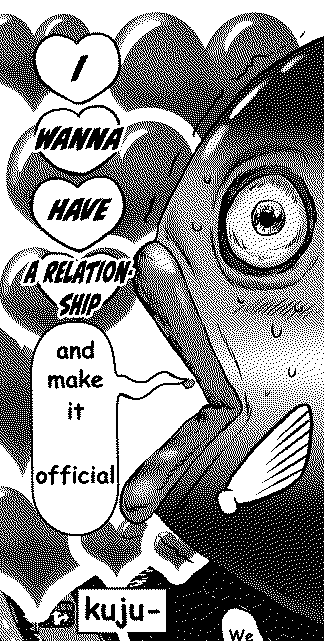 I
WANNA
HAVE
A RELATION-
SHIP
and
make
it
official
kuju-
We